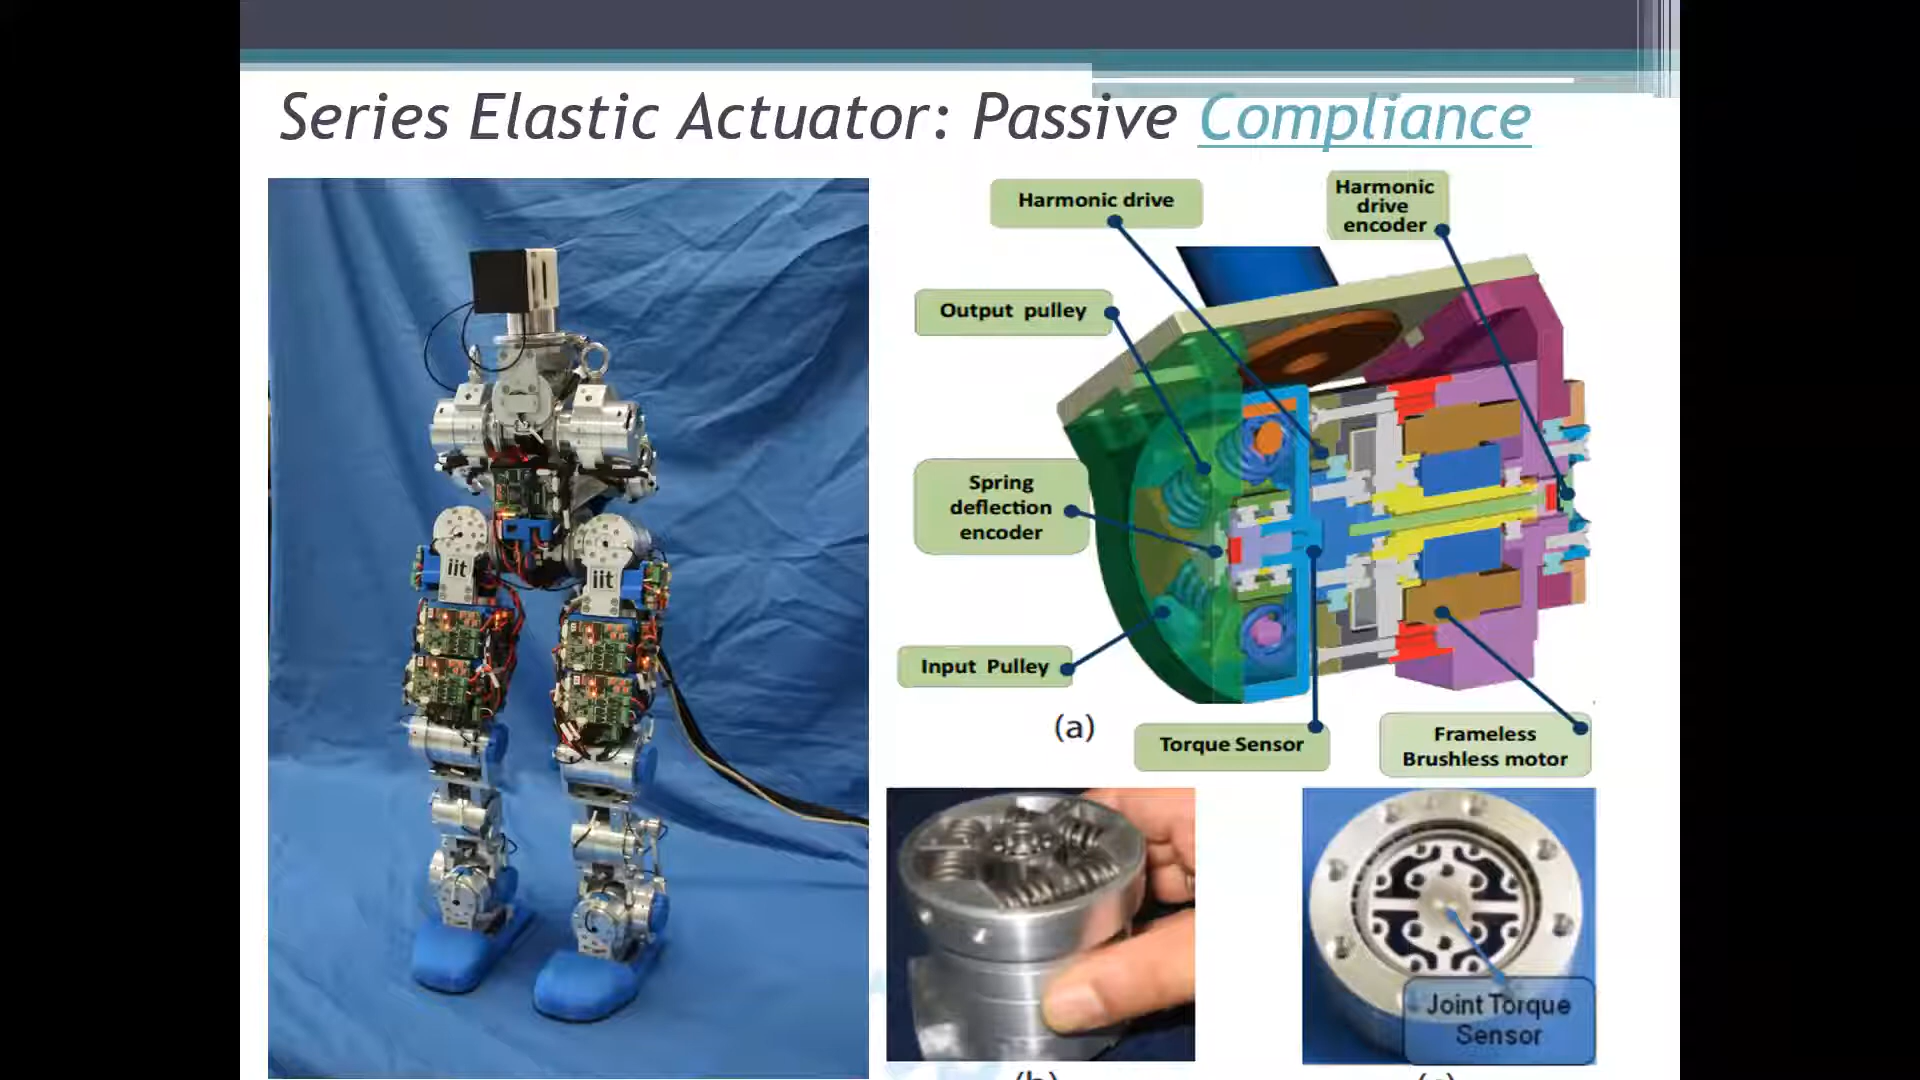 Series Elastic Actuator: Passive Compliance
Harmonic drive
Harmonic
drive
encoder
Output pulley
Spring
deflection
encoder
Input Pulley
(a)
Torque Sensor
Frameless
Brushless motor
iit
iit
Joint Torque
Sensor
(b)
(c)